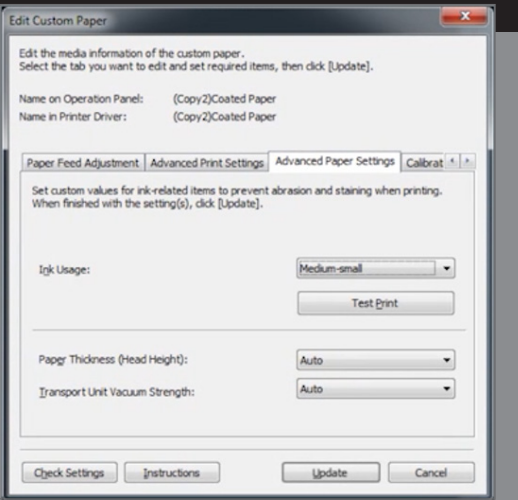 Edit Custom Paper
Edit the media information of the custom paper.
Select the tab you want to edit and set required items, then click [Update].
Name on Operation Panel: (Copy2)Coated Paper
Name in Printer Driver: (Copy2)Coated Paper
Paper Feed Adjustment Advanced Print Settings Advanced Paper Settings Calibrat
Set custom values for ink-related items to prevent abrasion and staining when printing.
When finished with the setting(s), click [Update].
Ink Usage: Medium-small
Test Print
Paper Thickness (Head Height): Auto
Transport Unit Vacuum Strength: Auto
Check Settings Instructions Update Cancel